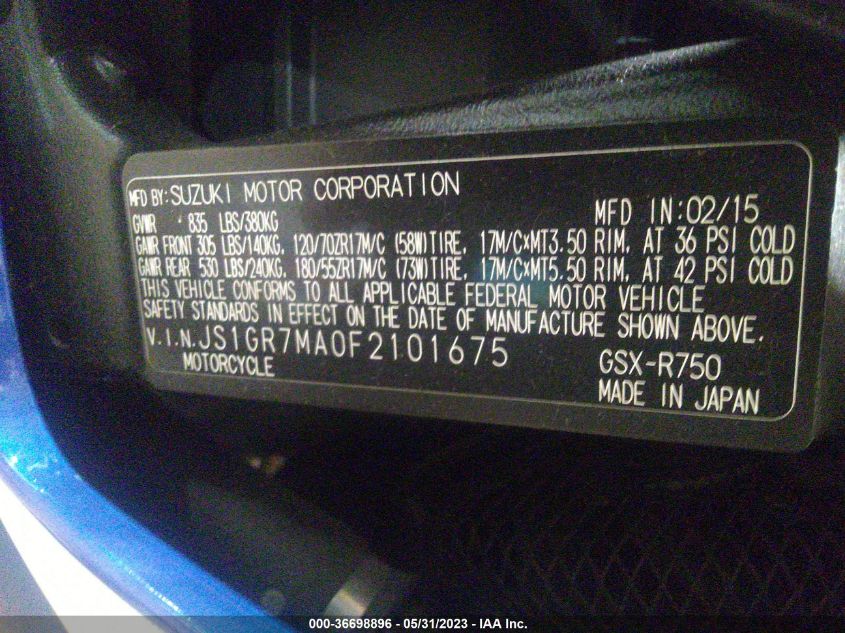 MFD BY: SUZUKI MOTOR CORPORATION
MFD IN: 02/15
GVWR 835 LBS/380KG
GAWR FRONT 305 LBS/140KG, 120/70ZR17M/C (58W)TIRE, 17M/C×MT3.50 RIM, AT 36 PSI COLD
GAWR REAR 530 LBS/240KG, 180/55ZR17M/C (73W)TIRE, 17M/C×MT5.50 RIM, AT 42 PSI COLD
THIS VEHICLE CONFORMS TO ALL APPLICABLE FEDERAL MOTOR VEHICLE
SAFETY STANDARDS IN EFFECT ON THE DATE OF MANUFACTURE SHOWN ABOVE.
V.I.N.JS1GR7MA0F2101675
GSX-R750
MOTORCYCLE
MADE IN JAPAN
000-36698896 - 05/31/2023 - IAA Inc.